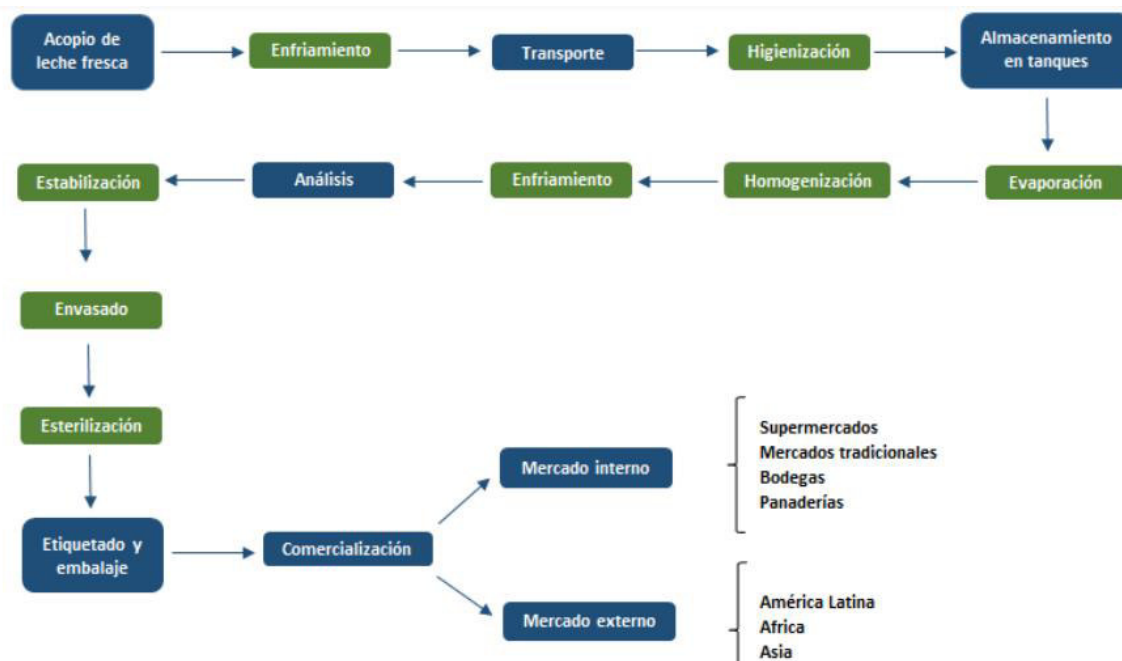 Acopio de
leche fresca
Enfriamiento
Transporte
Higienización
Almacenamiento
en tanques
Estabilización
Análisis
Enfriamiento
Homogenización
Evaporación
Envasado
Esterilización
Etiquetado y
embalaje
Comercialización
Mercado interno
Supermercados
Mercados tradicionales
Bodegas
Panaderías
Mercado externo
América Latina
Africa
Asia